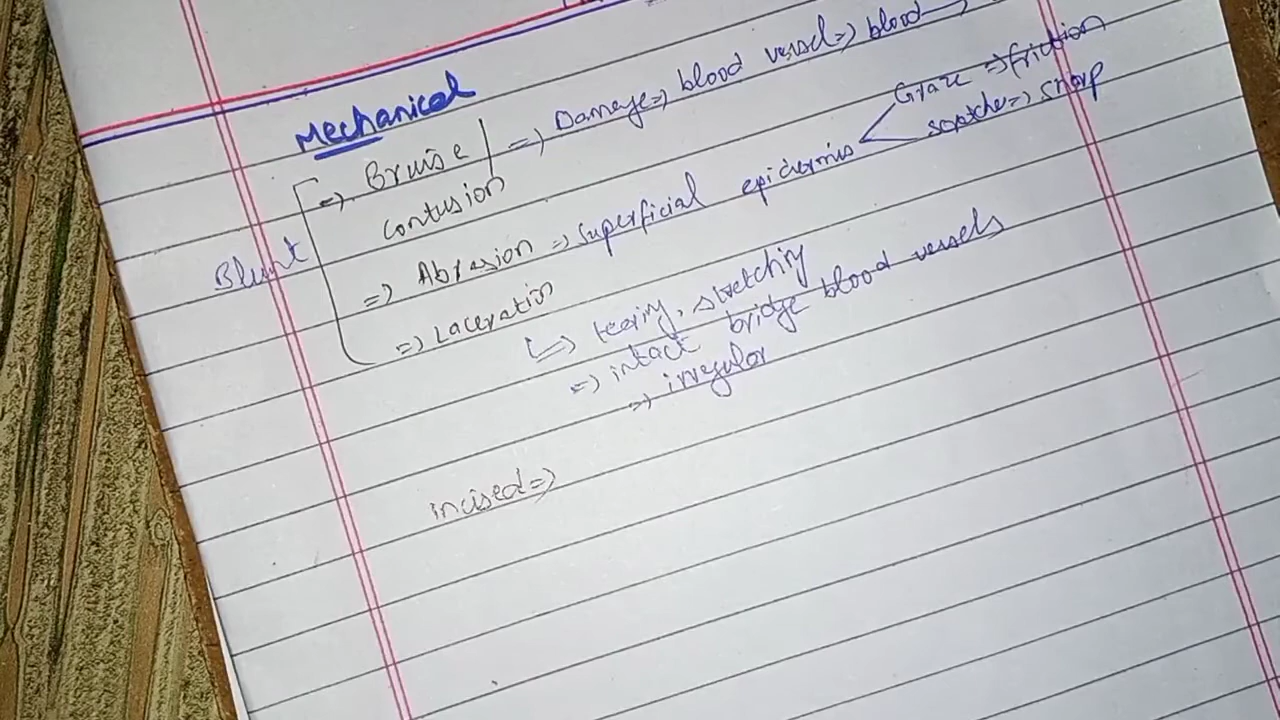 Mechanical
Blunt
=> Bruise => Damage => blood vessel => blood →
contusion
=> Abrasion => superficial epidermis
Graze => friction
scratches => sharp
=> Laceration
=> tearing, stretching
=> intact bridge blood vessels
=> irregular
incised =>